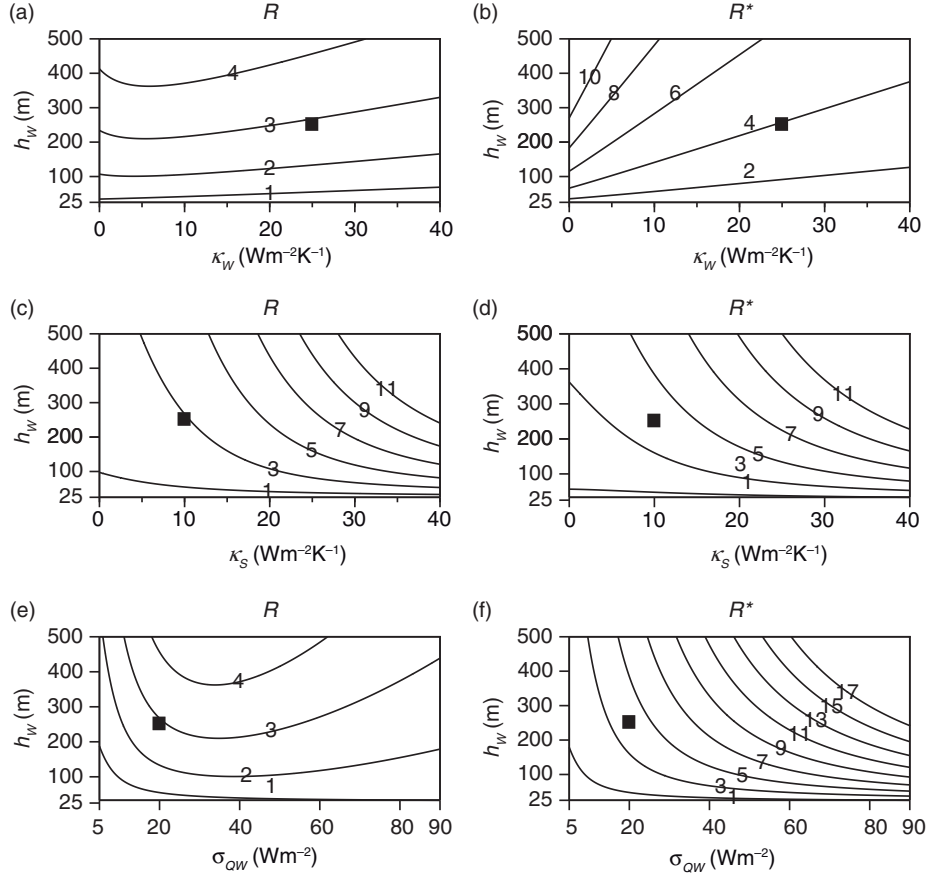 (a) R
500
400
300
200
100
25
h_W (m)
4
3
2
1
0 10 20 30 40
κ_W (Wm⁻²K⁻¹)
(b) R*
500
400
300
200
100
25
h_W (m)
10
8
6
4
2
0 10 20 30 40
κ_W (Wm⁻²K⁻¹)
(c) R
500
400
300
200
100
25
h_W (m)
11
9
7
5
3
1
0 10 20 30 40
κ_S (Wm⁻²K⁻¹)
(d) R*
500
400
300
200
100
25
h_W (m)
11
9
7
5
3
1
0 10 20 30 40
κ_S (Wm⁻²K⁻¹)
(e) R
500
400
300
200
100
25
h_W (m)
4
3
2
1
5 20 40 60 80 90
σ_QW (Wm⁻²)
(f) R*
500
400
300
200
100
25
h_W (m)
17
15
13
11
9
7
5
3
1
5 20 40 60 80 90
σ_QW (Wm⁻²)